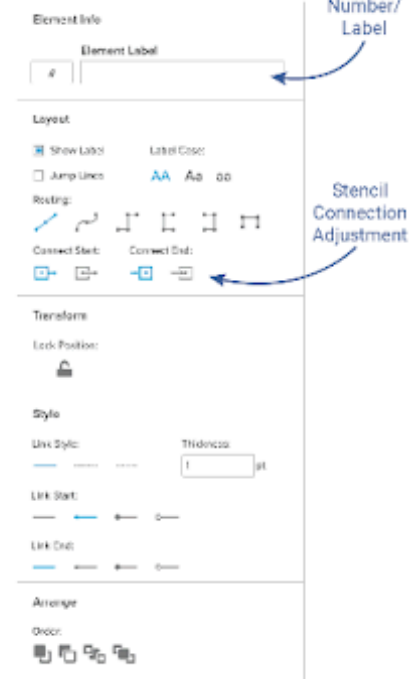 Element Info
Number/
Label
Element Label
#
Layout
Show Label
Label Case:
Jump Lines
AA Aa aa
Routing:
Stencil
Connection
Adjustment
Connect Start:
Connect End:
Transform
Lock Position:
Style
Link Style:
Thickness:
1
pt
Link Start:
Link End:
Arrange
Order: